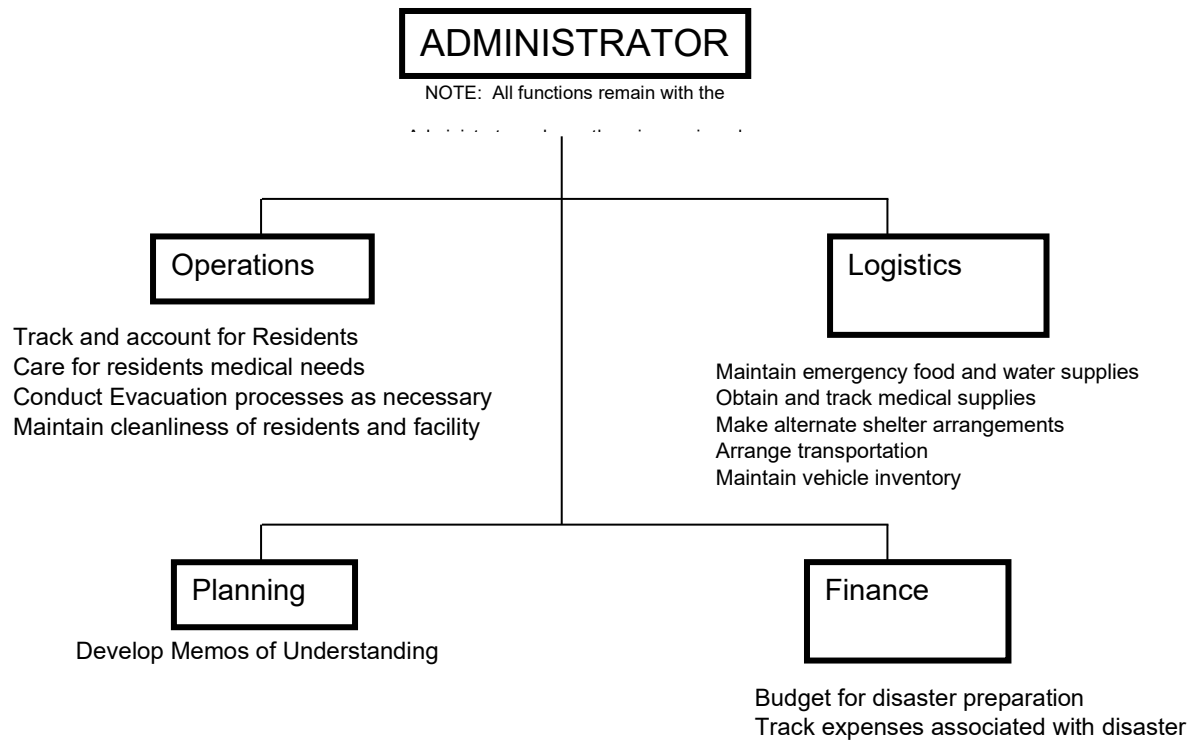 ADMINISTRATOR
NOTE: All functions remain with the
Operations
Track and account for Residents
Care for residents medical needs
Conduct Evacuation processes as necessary
Maintain cleanliness of residents and facility
Logistics
Maintain emergency food and water supplies
Obtain and track medical supplies
Make alternate shelter arrangements
Arrange transportation
Maintain vehicle inventory
Planning
Develop Memos of Understanding
Finance
Budget for disaster preparation
Track expenses associated with disaster